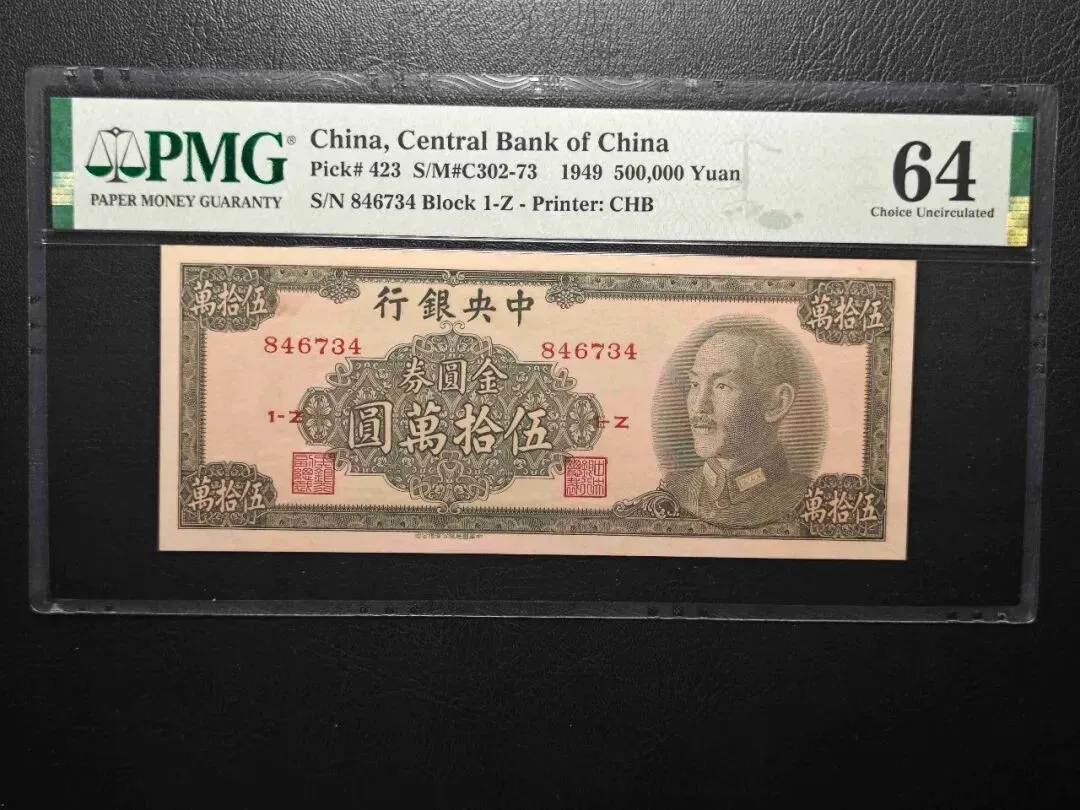 PMG®
PAPER MONEY GUARANTY
China, Central Bank of China
Pick# 423 S/M#C302-73 1949 500,000 Yuan
S/N 846734 Block 1-Z - Printer: CHB
64
Choice Uncirculated
萬拾伍
行銀央中
萬拾伍
846734
846734
券圓金
1-Z
圓萬拾伍
-Z
萬拾伍
萬拾伍